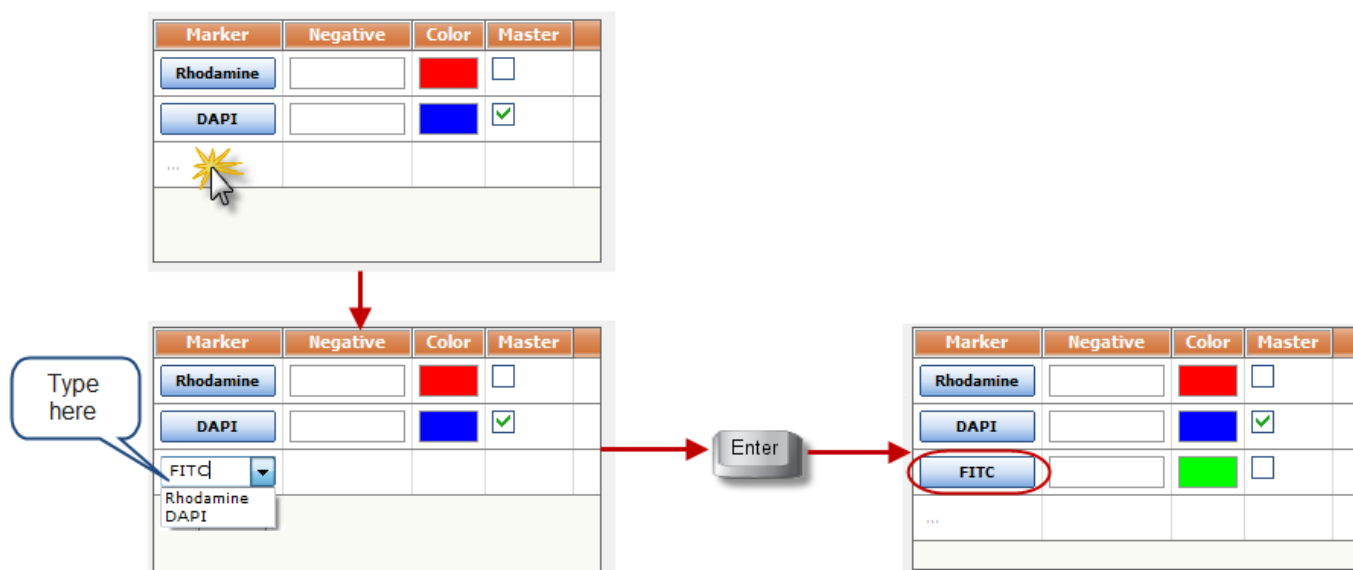 Marker Negative Color Master
Rhodamine
DAPI
...
Marker Negative Color Master
Rhodamine
DAPI
Type
here
FITC
Rhodamine
DAPI
Enter
Marker Negative Color Master
Rhodamine
DAPI
FITC
...